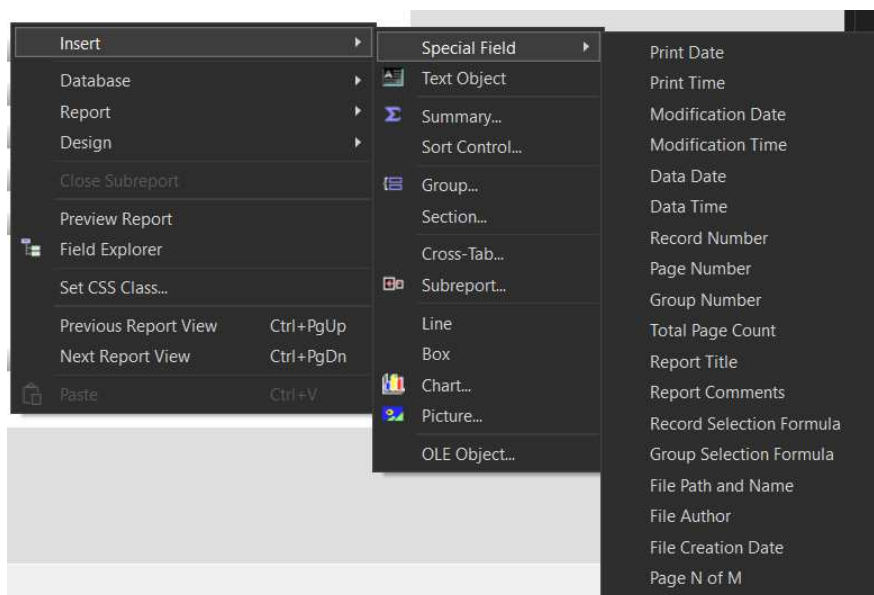 Insert
Database
Report
Design
Close Subreport
Preview Report
Field Explorer
Set CSS Class...
Previous Report View Ctrl+PgUp
Next Report View Ctrl+PgDn
Paste Ctrl+V
Special Field
Text Object
Summary...
Sort Control...
Group...
Section...
Cross-Tab...
Subreport...
Line
Box
Chart...
Picture...
OLE Object...
Print Date
Print Time
Modification Date
Modification Time
Data Date
Data Time
Record Number
Page Number
Group Number
Total Page Count
Report Title
Report Comments
Record Selection Formula
Group Selection Formula
File Path and Name
File Author
File Creation Date
Page N of M